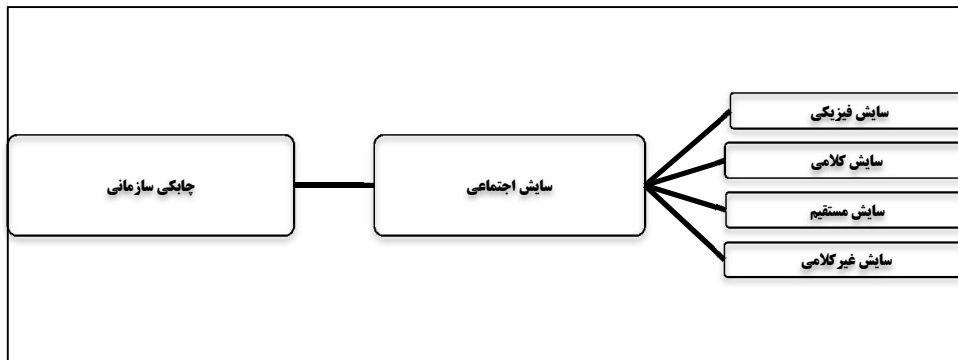 سایش فیزیکی
سایش کلامی
سایش مستقیم
سایش غیرکلامی
سایش اجتماعی
چابکی سازمانی